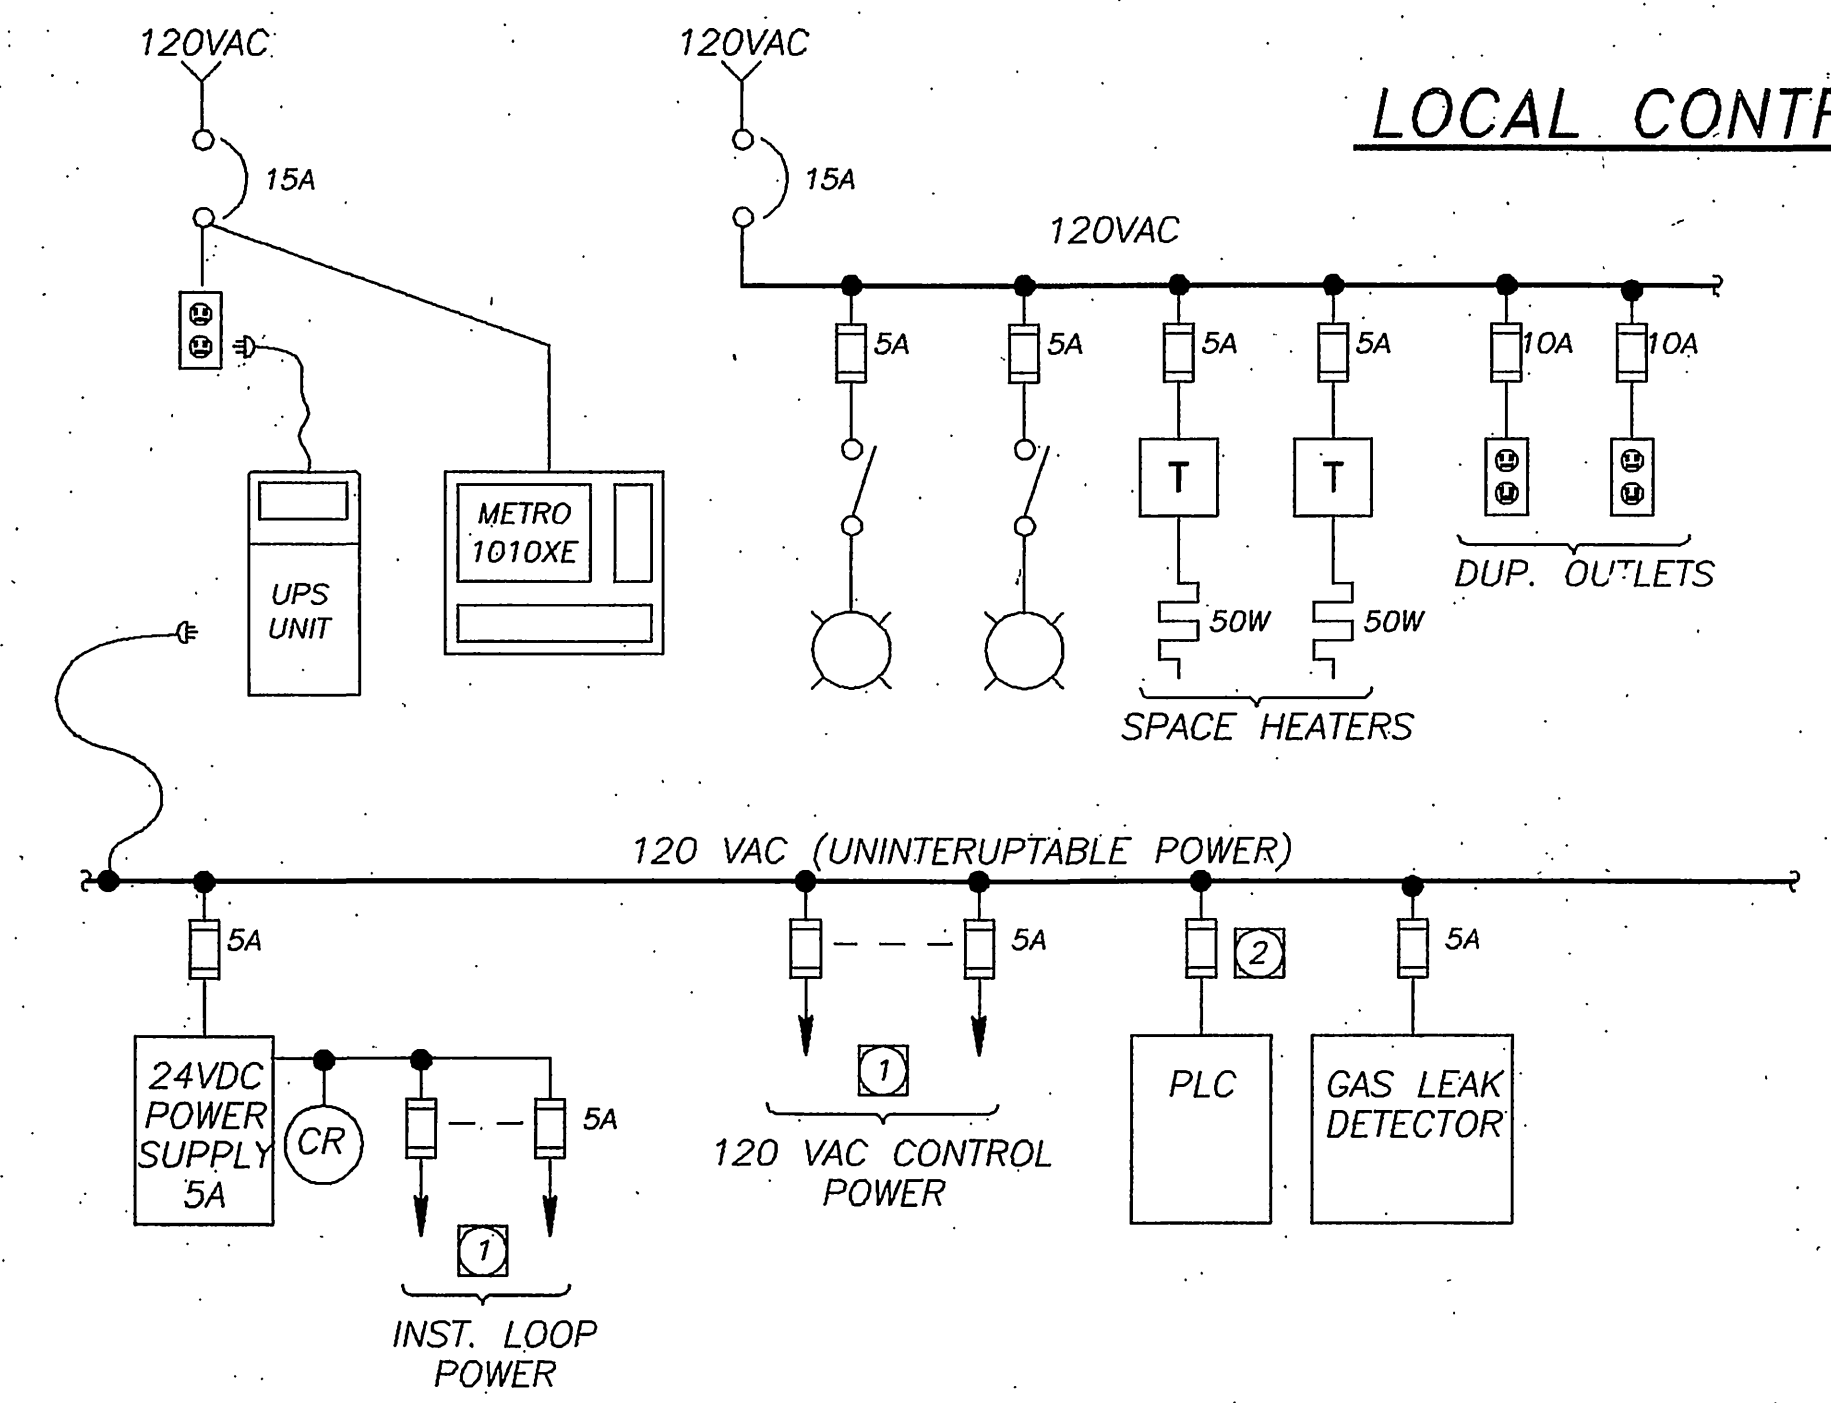 120VAC
120VAC
LOCAL CONTR
15A
15A
120VAC
5A
5A
5A
5A
10A
10A
METRO
1010XE
T
T
DUP. OUTLETS
UPS
UNIT
50W
50W
SPACE HEATERS
120 VAC (UNINTERUPTABLE POWER)
5A
5A
2
5A
24VDC
POWER
SUPPLY
5A
CR
5A
1
120 VAC CONTROL
POWER
PLC
GAS LEAK
DETECTOR
1
INST. LOOP
POWER